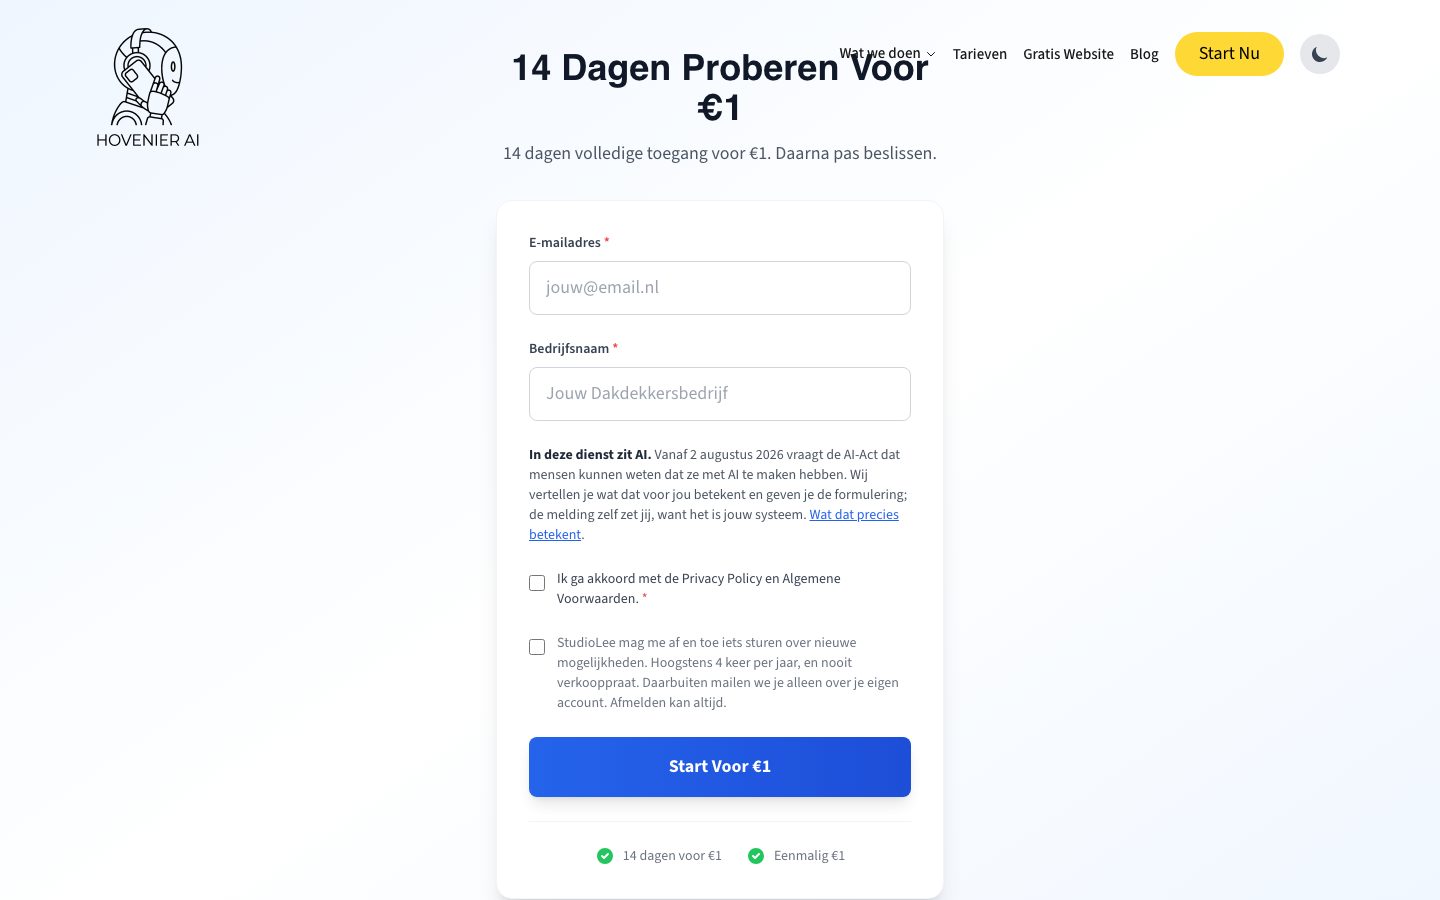 HOVENIER AI
Wat we doen
Tarieven
Gratis Website
Blog
Start Nu
14 Dagen Proberen Voor
€1
14 dagen volledige toegang voor €1. Daarna pas beslissen.
E-mailadres *
jouw@email.nl
Bedrijfsnaam *
Jouw Dakdekkersbedrijf
In deze dienst zit AI. Vanaf 2 augustus 2026 vraagt de AI-Act dat
mensen kunnen weten dat ze met AI te maken hebben. Wij
vertellen je wat dat voor jou betekent en geven je de formulering;
de melding zelf zet jij, want het is jouw systeem. Wat dat precies
betekent.
Ik ga akkoord met de Privacy Policy en Algemene
Voorwaarden. *
StudioLee mag me af en toe iets sturen over nieuwe
mogelijkheden. Hoogstens 4 keer per jaar, en nooit
verkooppraat. Daarbuiten mailen we je alleen over je eigen
account. Afmelden kan altijd.
Start Voor €1
14 dagen voor €1
Eenmalig €1